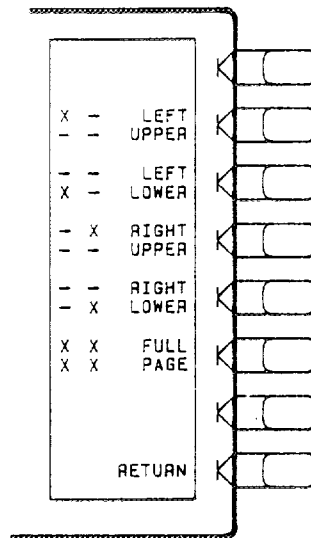 X - LEFT
- - UPPER
- - LEFT
X - LOWER
- X RIGHT
- - UPPER
- - RIGHT
- X LOWER
X X FULL
X X PAGE
RETURN